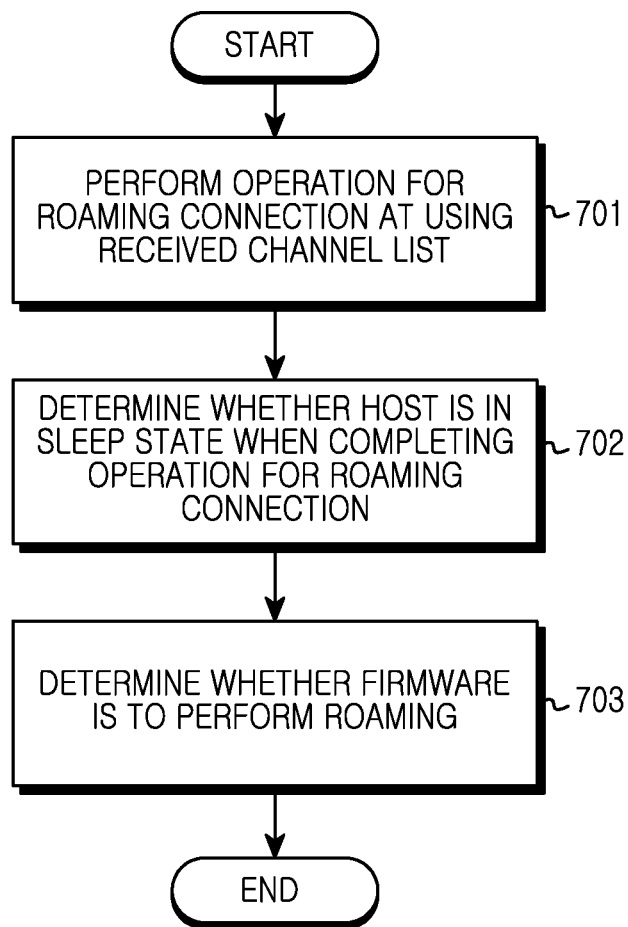 START
PERFORM OPERATION FOR
ROAMING CONNECTION AT USING
RECEIVED CHANNEL LIST
701
DETERMINE WHETHER HOST IS IN
SLEEP STATE WHEN COMPLETING
OPERATION FOR ROAMING
CONNECTION
702
DETERMINE WHETHER FIRMWARE
IS TO PERFORM ROAMING
703
END